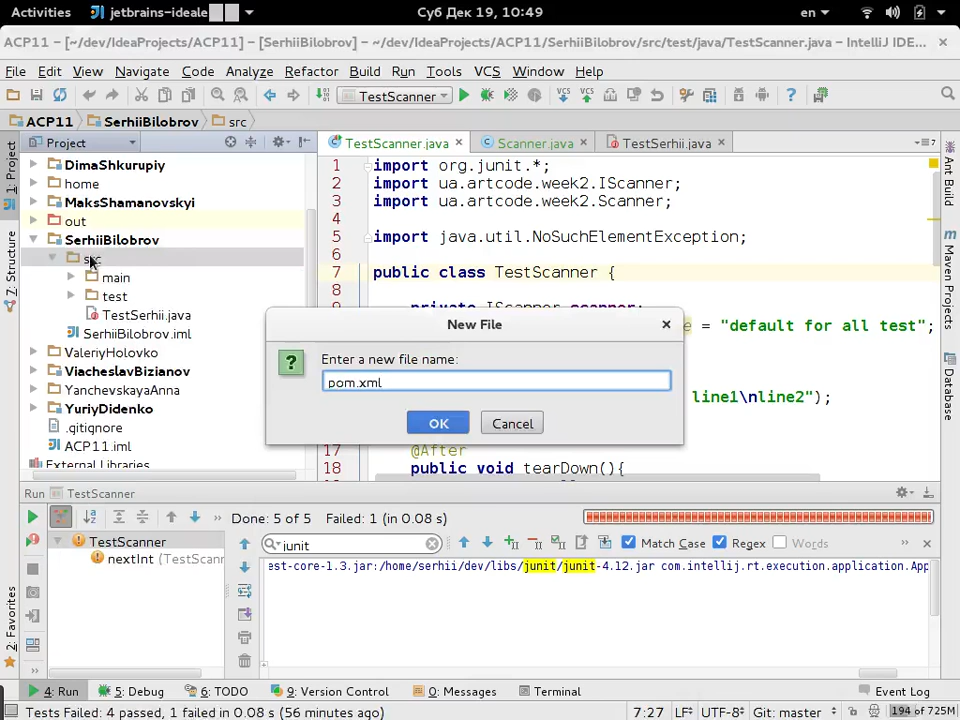 Activities jetbrains-ideale Суб Дек 19, 10:49 en
ACP11 – [~/dev/IdeaProjects/ACP11] – [SerhiiBilobrov] – ~/dev/IdeaProjects/ACP11/SerhiiBilobrov/src/test/java/TestScanner.java – IntelliJ IDE...
File Edit View Navigate Code Analyze Refactor Build Run Tools VCS Window Help
TestScanner VCS VCS
ACP11 SerhiiBilobrov src
Project TestScanner.java Scanner.java TestSerhii.java
1: Project
7: Structure
2: Favorites
Ant Build
Maven Projects
Database
DimaShkurupiy
home
MaksShamanovskyi
out
SerhiiBilobrov
src
main
test
TestSerhii.java
SerhiiBilobrov.iml
ValeriyHolovko
ViacheslavBizianov
YanchevskayaAnna
YuriyDidenko
.gitignore
ACP11.iml
External Libraries
1 import org.junit.*;
2 import ua.artcode.week2.IScanner;
3 import ua.artcode.week2.Scanner;
4
5 import java.util.NoSuchElementException;
7 public class TestScanner {
8
private IScanner scanner;
e = "default for all test";
line1\nline2");
17 @After
18 public void tearDown(){
New File
Enter a new file name:
pom.xml
OK Cancel
Run TestScanner
Done: 5 of 5 Failed: 1 (in 0.08 s)
TestScanner
nextInt (TestScanr
junit Match Case Regex Words
est-core-1.3.jar:/home/serhii/dev/libs/junit/junit-4.12.jar com.intellij.rt.execution.application.App
4: Run 5: Debug 6: TODO 9: Version Control 0: Messages Terminal Event Log
Tests Failed: 4 passed, 1 failed in 0.08 s (56 minutes ago) 7:27 LF UTF-8 Git: master 194 of 725M